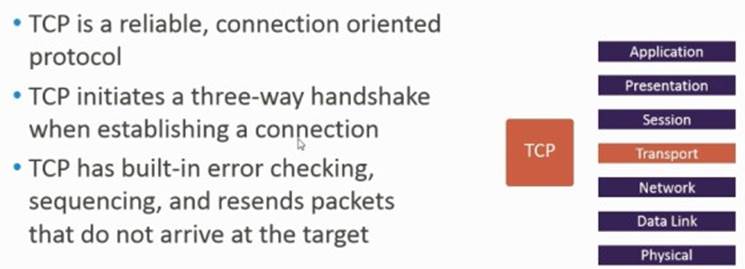 • TCP is a reliable, connection oriented
protocol
• TCP initiates a three-way handshake
when establishing a connection
• TCP has built-in error checking,
sequencing, and resends packets
that do not arrive at the target
TCP
Application
Presentation
Session
Transport
Network
Data Link
Physical